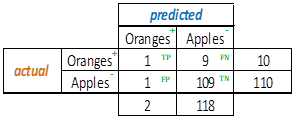 predicted
Oranges+ Apples-
actual Oranges+ 1 TP 9 FN 10
Apples- 1 FP 109 TN 110
2 118